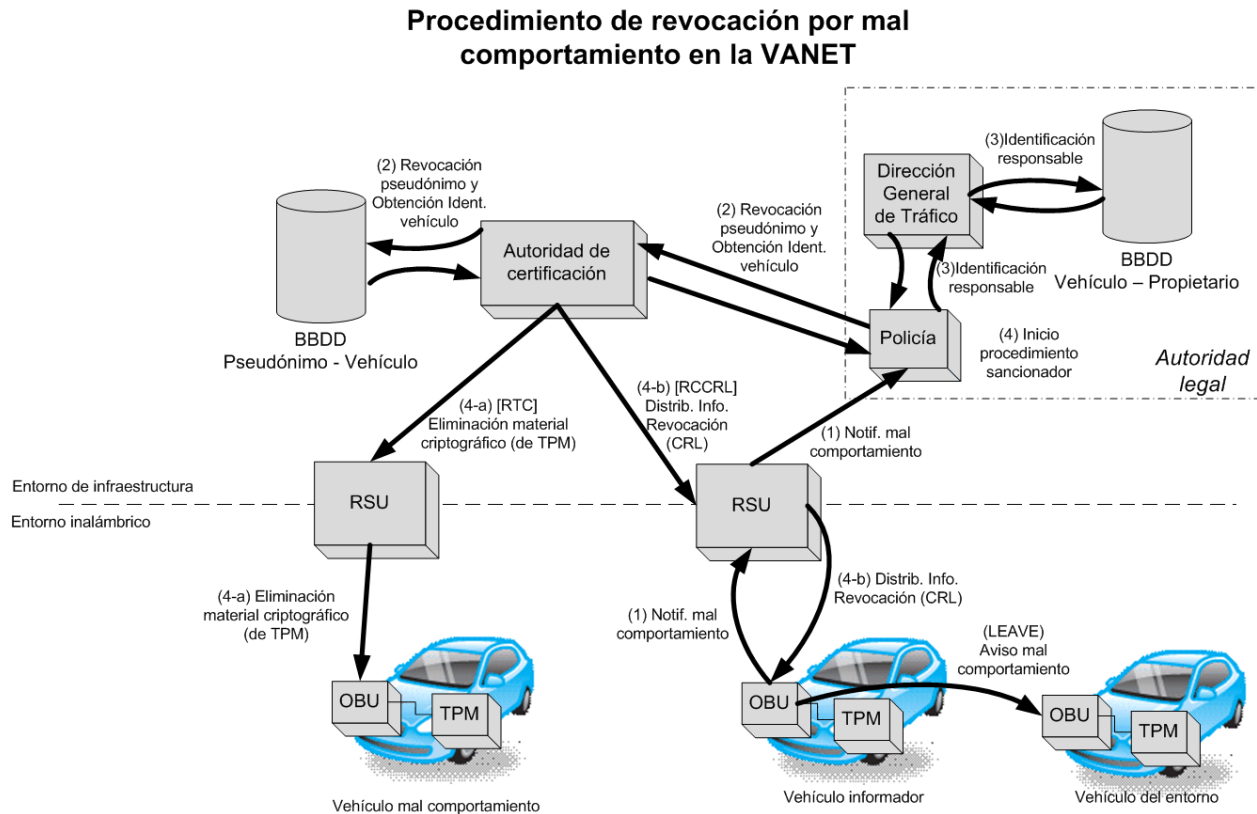 Procedimiento de revocación por mal
comportamiento en la VANET
(2) Revocación
pseudónimo y
Obtención Ident.
vehículo
BBDD
Pseudónimo - Vehículo
Autoridad de
certificación
(2) Revocación
pseudónimo y
Obtención Ident.
vehículo
Dirección
General
de Tráfico
(3)Identificación
responsable
BBDD
Vehículo – Propietario
(3)Identificación
responsable
Policía
(4) Inicio
procedimiento
sancionador
Autoridad
legal
(4-a) [RTC]
Eliminación material
criptográfico (de TPM)
(4-b) [RCCRL]
Distrib. Info.
Revocación
(CRL)
(1) Notif. mal
comportamiento
Entorno de infraestructura
Entorno inalámbrico
RSU
RSU
(4-a) Eliminación
material criptográfico
(de TPM)
(1) Notif. mal
comportamiento
(4-b) Distrib. Info.
Revocación (CRL)
(LEAVE)
Aviso mal
comportamiento
OBU
TPM
Vehículo mal comportamiento
OBU
TPM
Vehículo informador
OBU
TPM
Vehículo del entorno